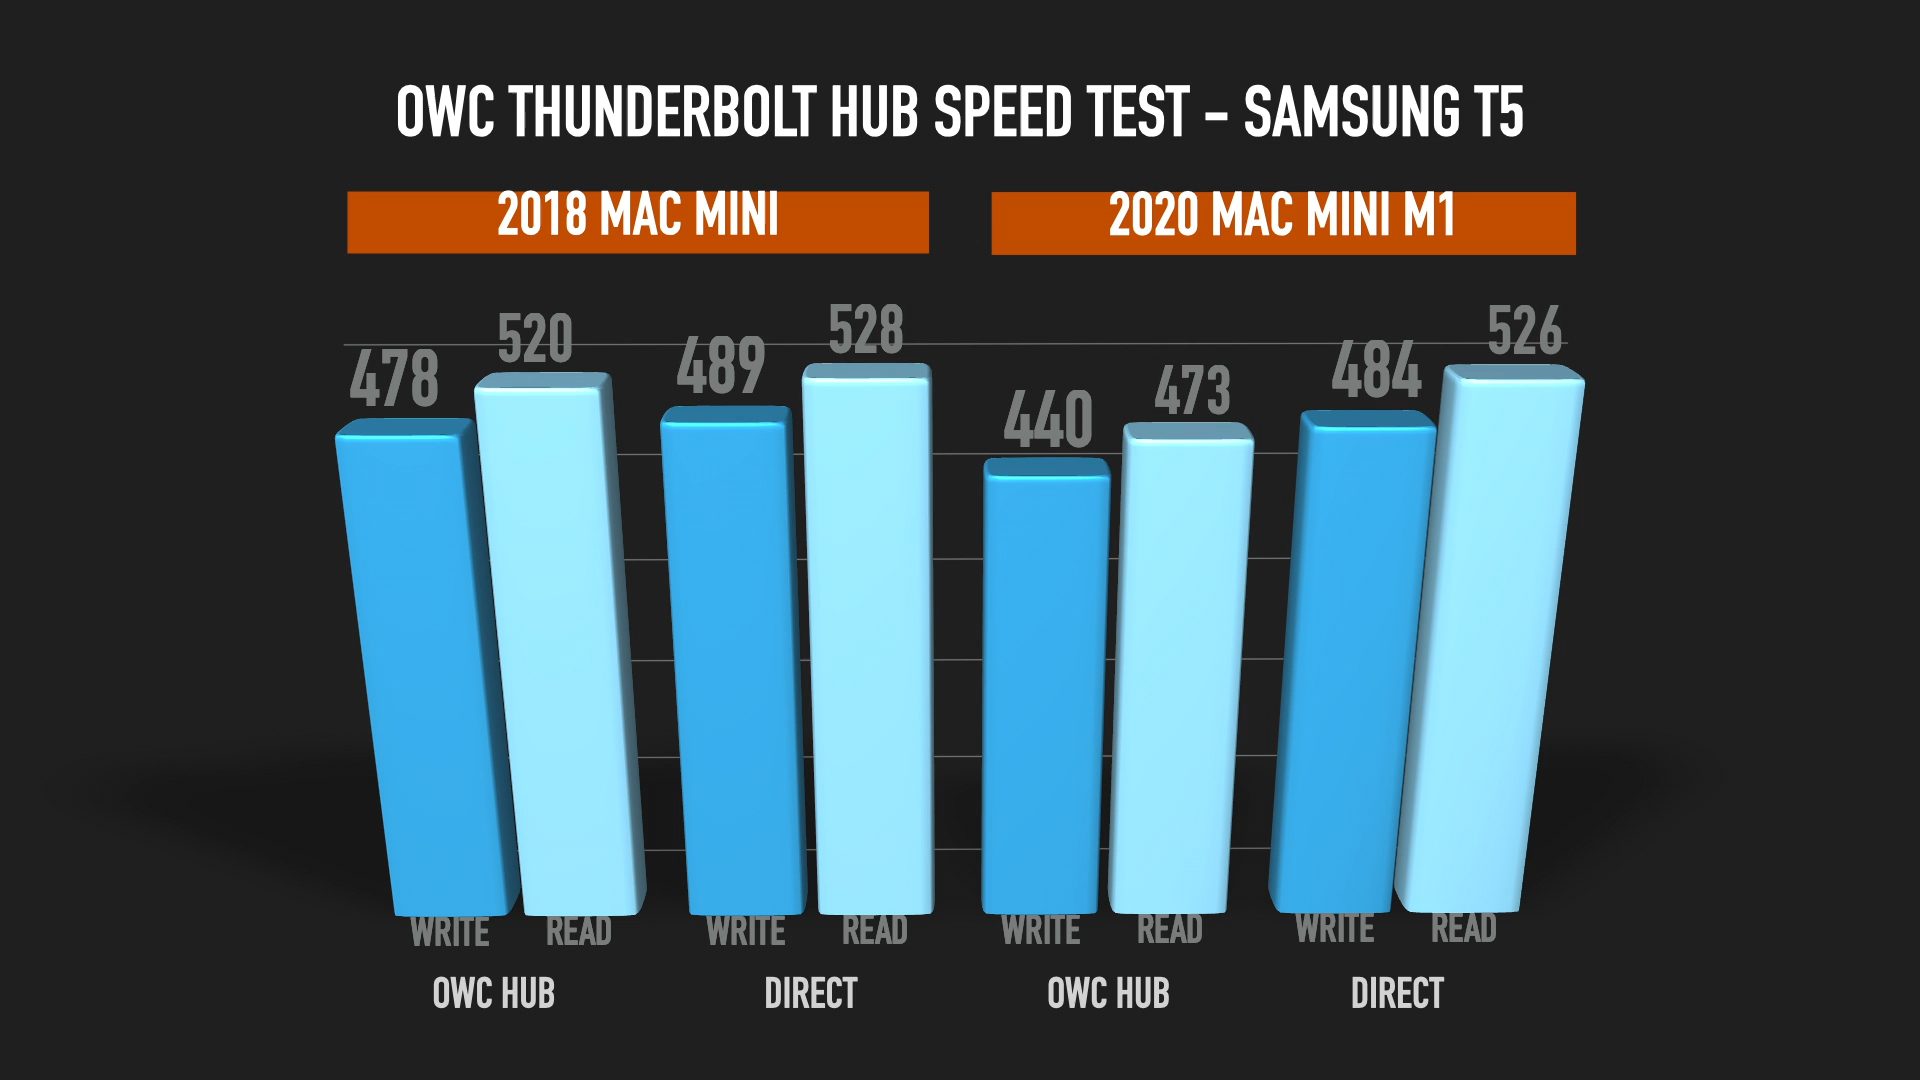 OWC THUNDERBOLT HUB SPEED TEST - SAMSUNG T5
2018 MAC MINI
2020 MAC MINI M1
478
520
489
528
440
473
484
526
WRITE
READ
WRITE
READ
WRITE
READ
WRITE
READ
OWC HUB
DIRECT
OWC HUB
DIRECT